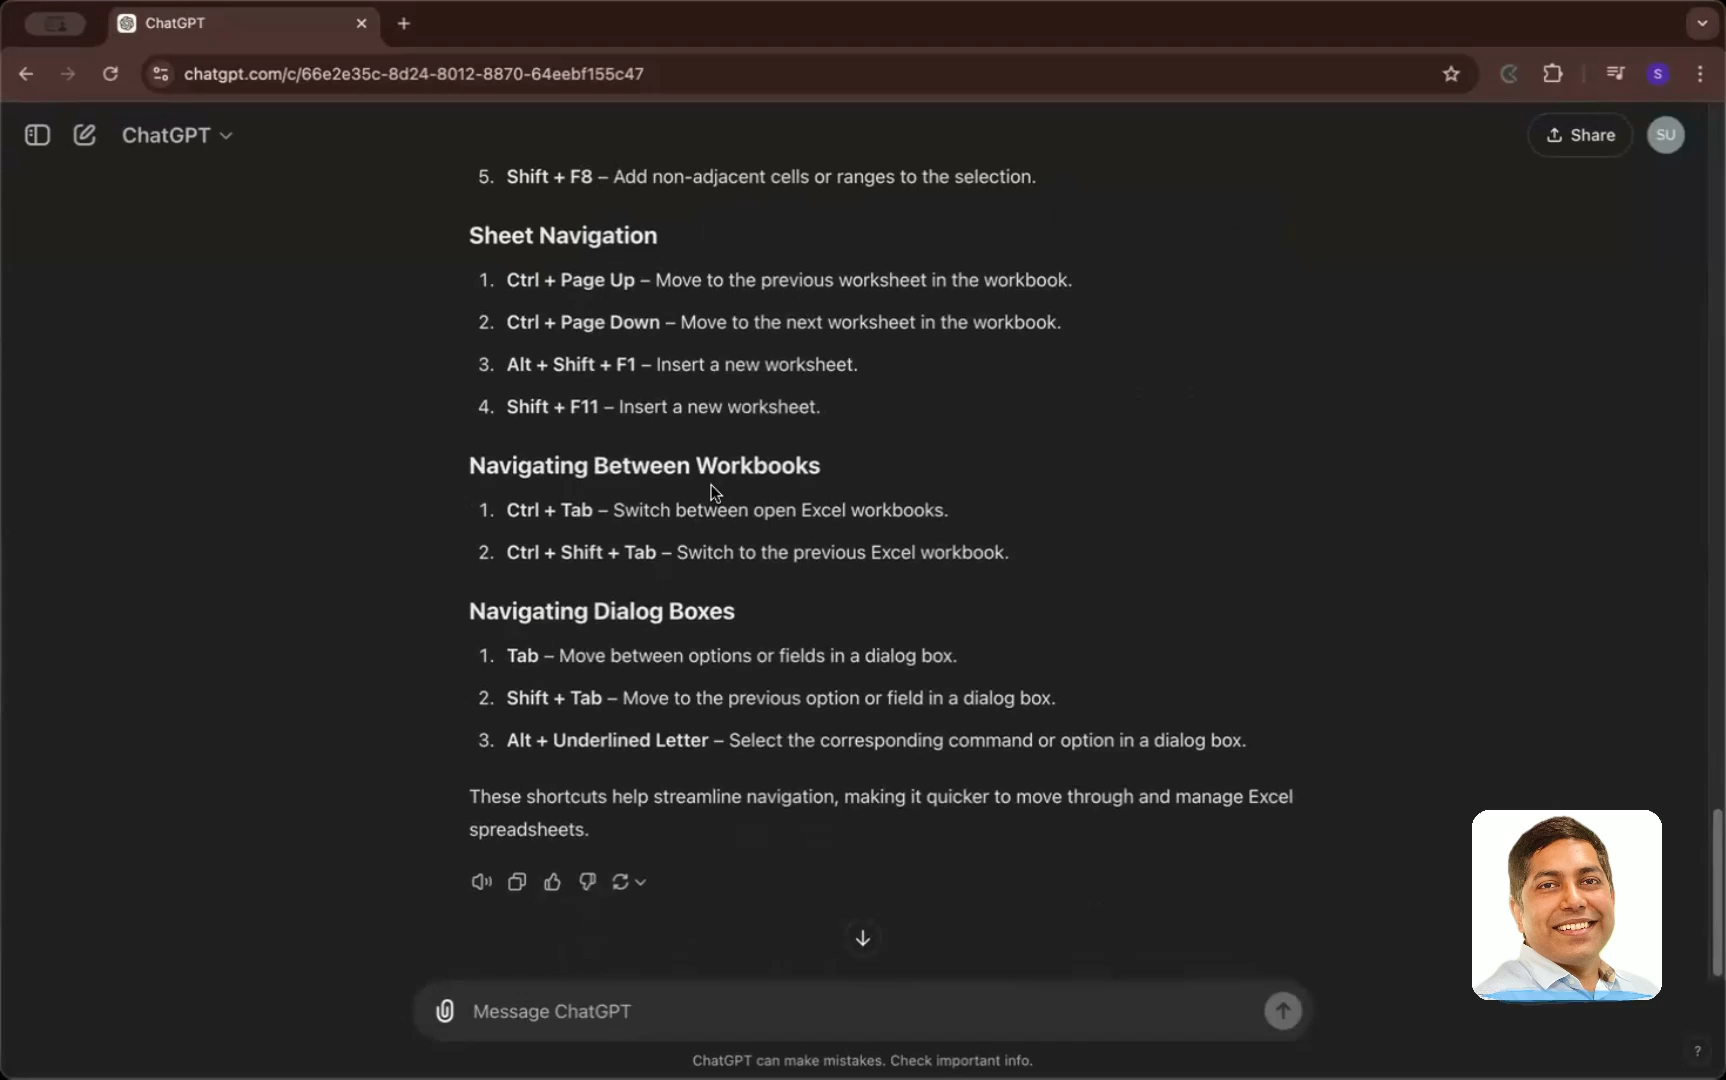 ChatGPT
chatgpt.com/c/66e2e35c-8d24-8012-8870-64eebf155c47
S
ChatGPT
Share
SU
5. Shift + F8 – Add non-adjacent cells or ranges to the selection.
Sheet Navigation
1. Ctrl + Page Up – Move to the previous worksheet in the workbook.
2. Ctrl + Page Down – Move to the next worksheet in the workbook.
3. Alt + Shift + F1 – Insert a new worksheet.
4. Shift + F11 – Insert a new worksheet.
Navigating Between Workbooks
1. Ctrl + Tab – Switch between open Excel workbooks.
2. Ctrl + Shift + Tab – Switch to the previous Excel workbook.
Navigating Dialog Boxes
1. Tab – Move between options or fields in a dialog box.
2. Shift + Tab – Move to the previous option or field in a dialog box.
3. Alt + Underlined Letter – Select the corresponding command or option in a dialog box.
These shortcuts help streamline navigation, making it quicker to move through and manage Excel
spreadsheets.
Message ChatGPT
ChatGPT can make mistakes. Check important info.
?